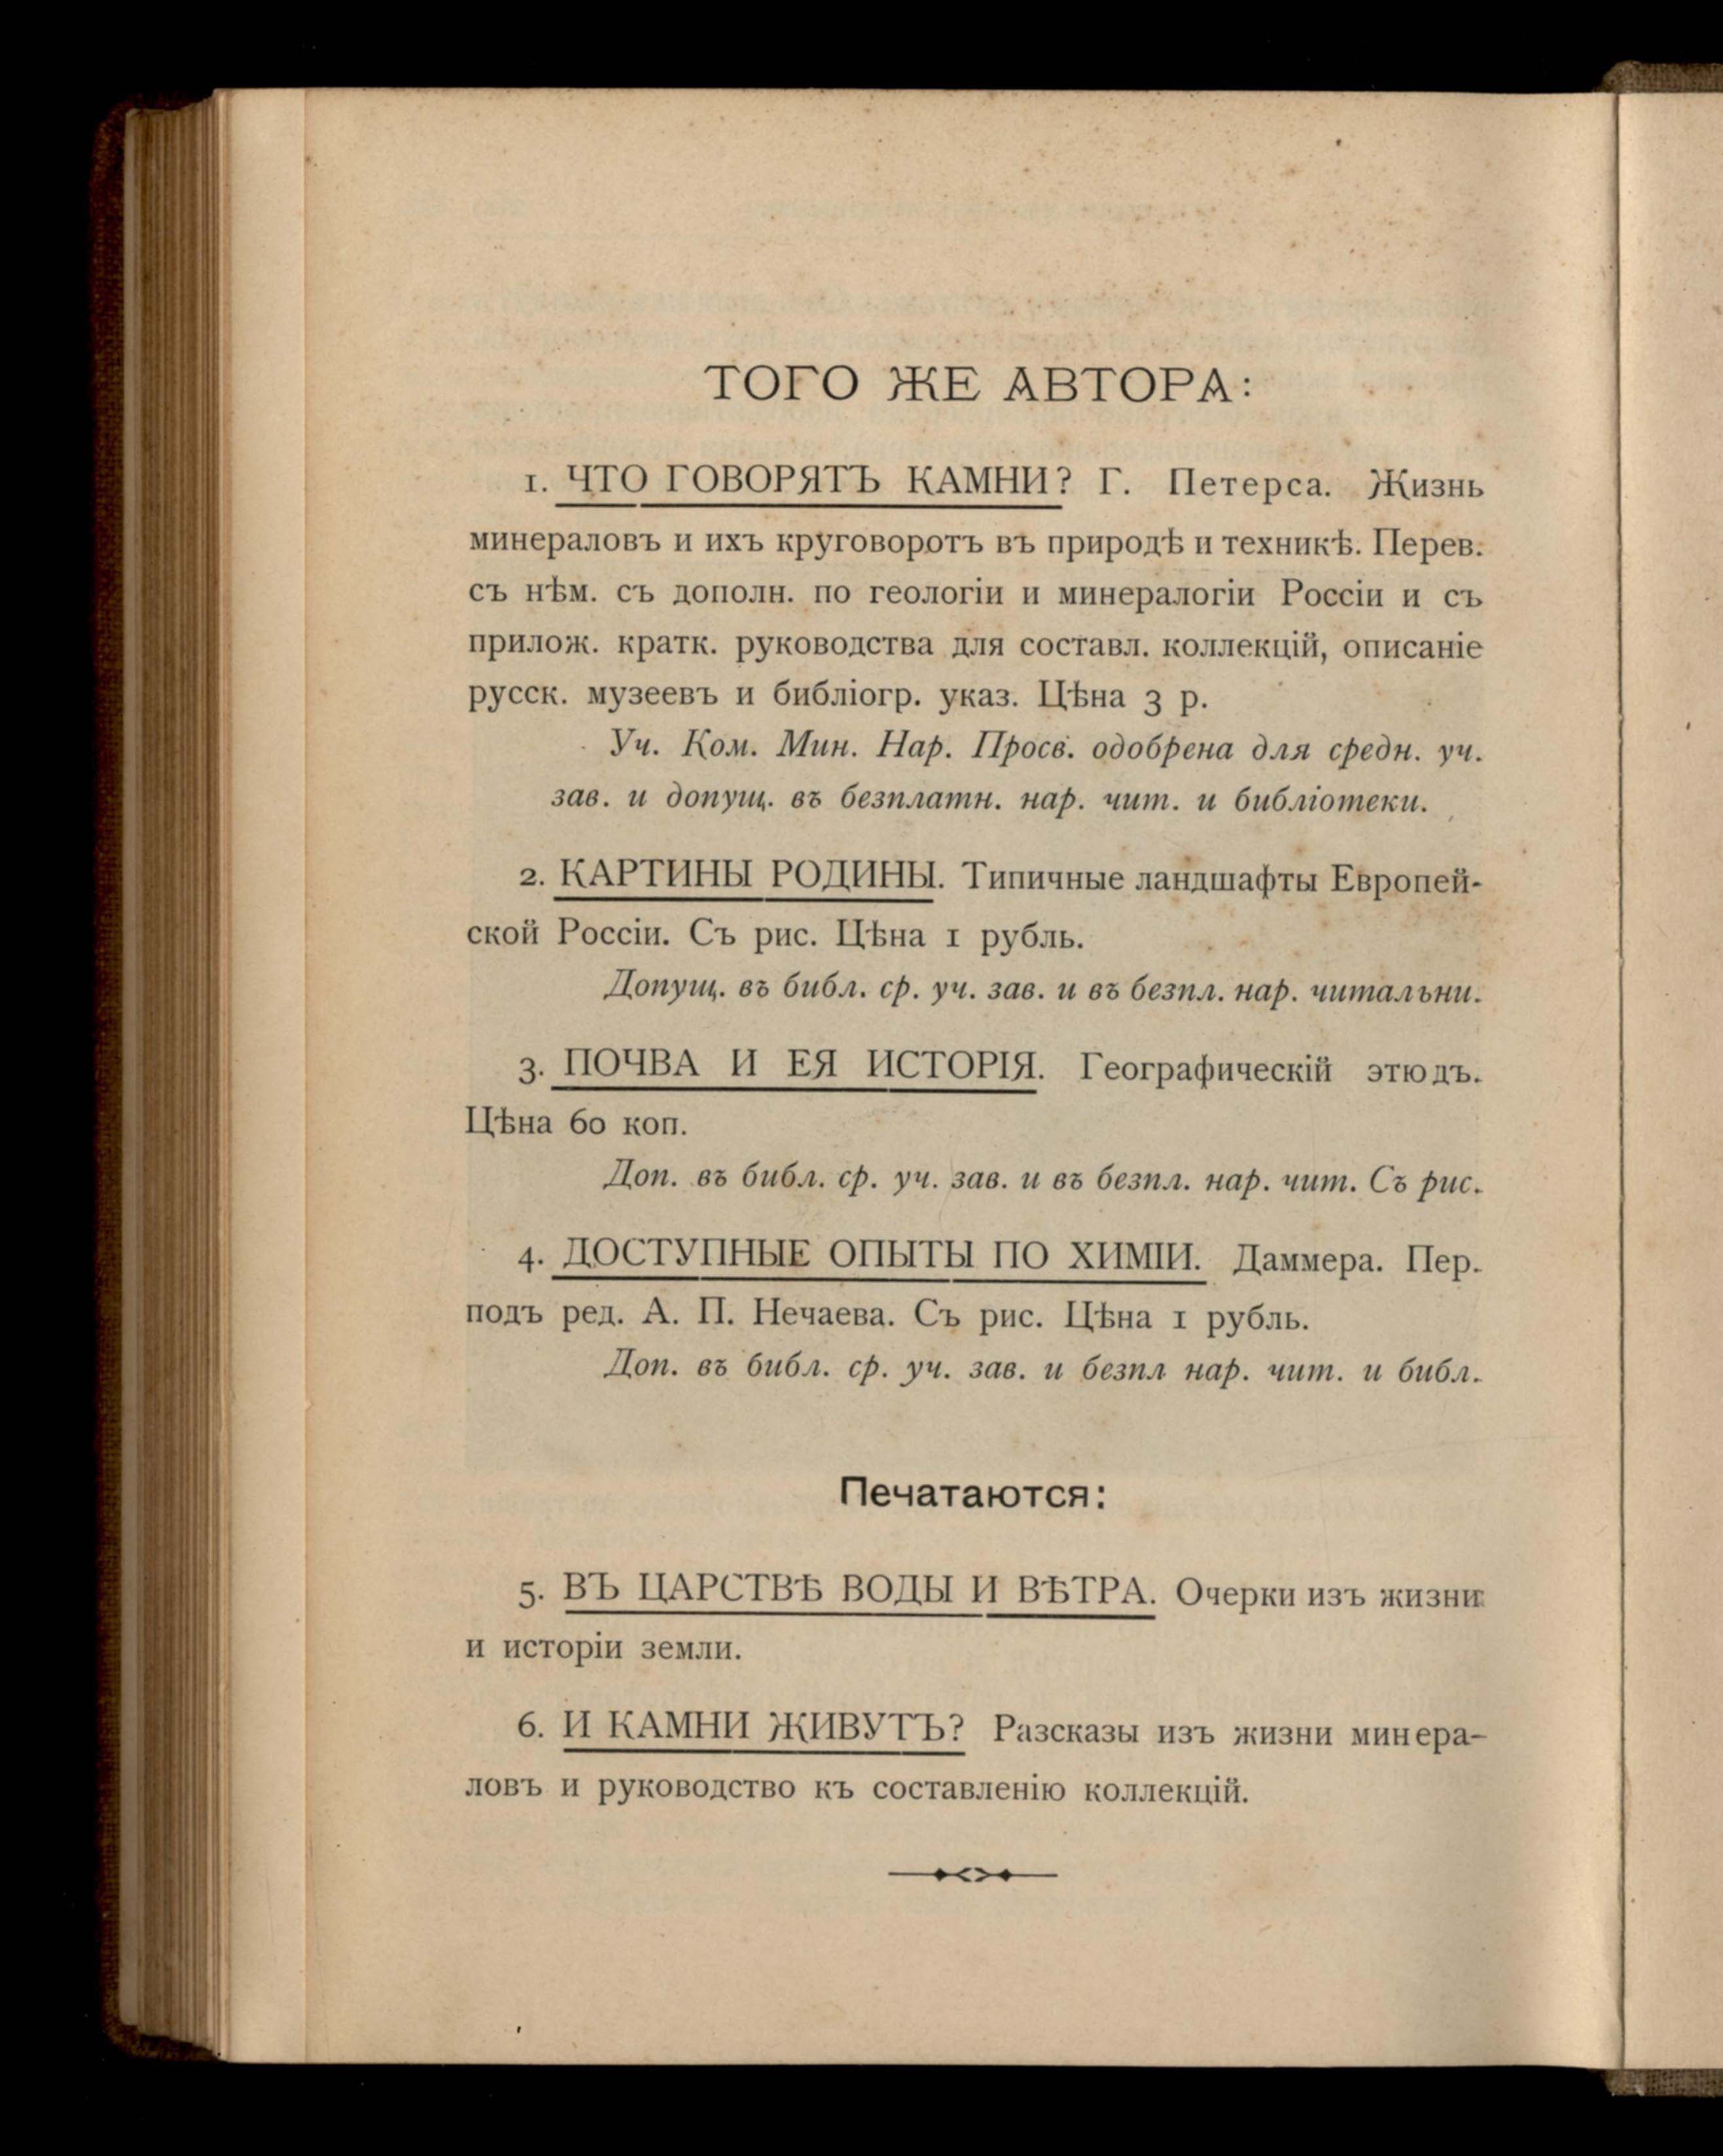 ТОГО ЖЕ АВТОРА:
1. ЧТО ГОВОРЯТЪ КАМНИ? Г. Петерса. Жизнь
минераловъ и ихъ круговоротъ въ природѣ и техникѣ. Перев.
съ нѣм. съ дополн. по геологіи и минералогіи Россіи и съ
прилож. кратк. руководства для составл. коллекцій, описаніе
русск. музеевъ и библіогр. указ. Цѣна 3 р.
Уч. Ком. Мин. Нар. Просв. одобрена для средн. уч.
зав. и допущ. въ безплатн. нар. чит. и библіотеки.
2. КАРТИНЫ РОДИНЫ. Типичные ландшафты Европей-
ской Россіи. Съ рис. Цѣна 1 рубль.
Допущ. въ библ. ср. уч. зав. и въ безпл. нар. читальни.
3. ПОЧВА И ЕЯ ИСТОРІЯ. Географическій этюдъ.
Цѣна 60 коп.
Доп. въ библ. ср. уч. зав. и въ безпл. нар. чит. Съ рис.
4. ДОСТУПНЫЕ ОПЫТЫ ПО ХИМІИ. Даммера. Пер.
подъ ред. А. П. Нечаева. Съ рис. Цѣна 1 рубль.
Доп. въ библ. ср. уч. зав. и безпл нар. чит. и библ.
Печатаются:
5. ВЪ ЦАРСТВѢ ВОДЫ И ВѢТРА. Очерки изъ жизни
и исторіи земли.
6. И КАМНИ ЖИВУТЪ? Разсказы изъ жизни минера-
ловъ и руководство къ составленію коллекцій.